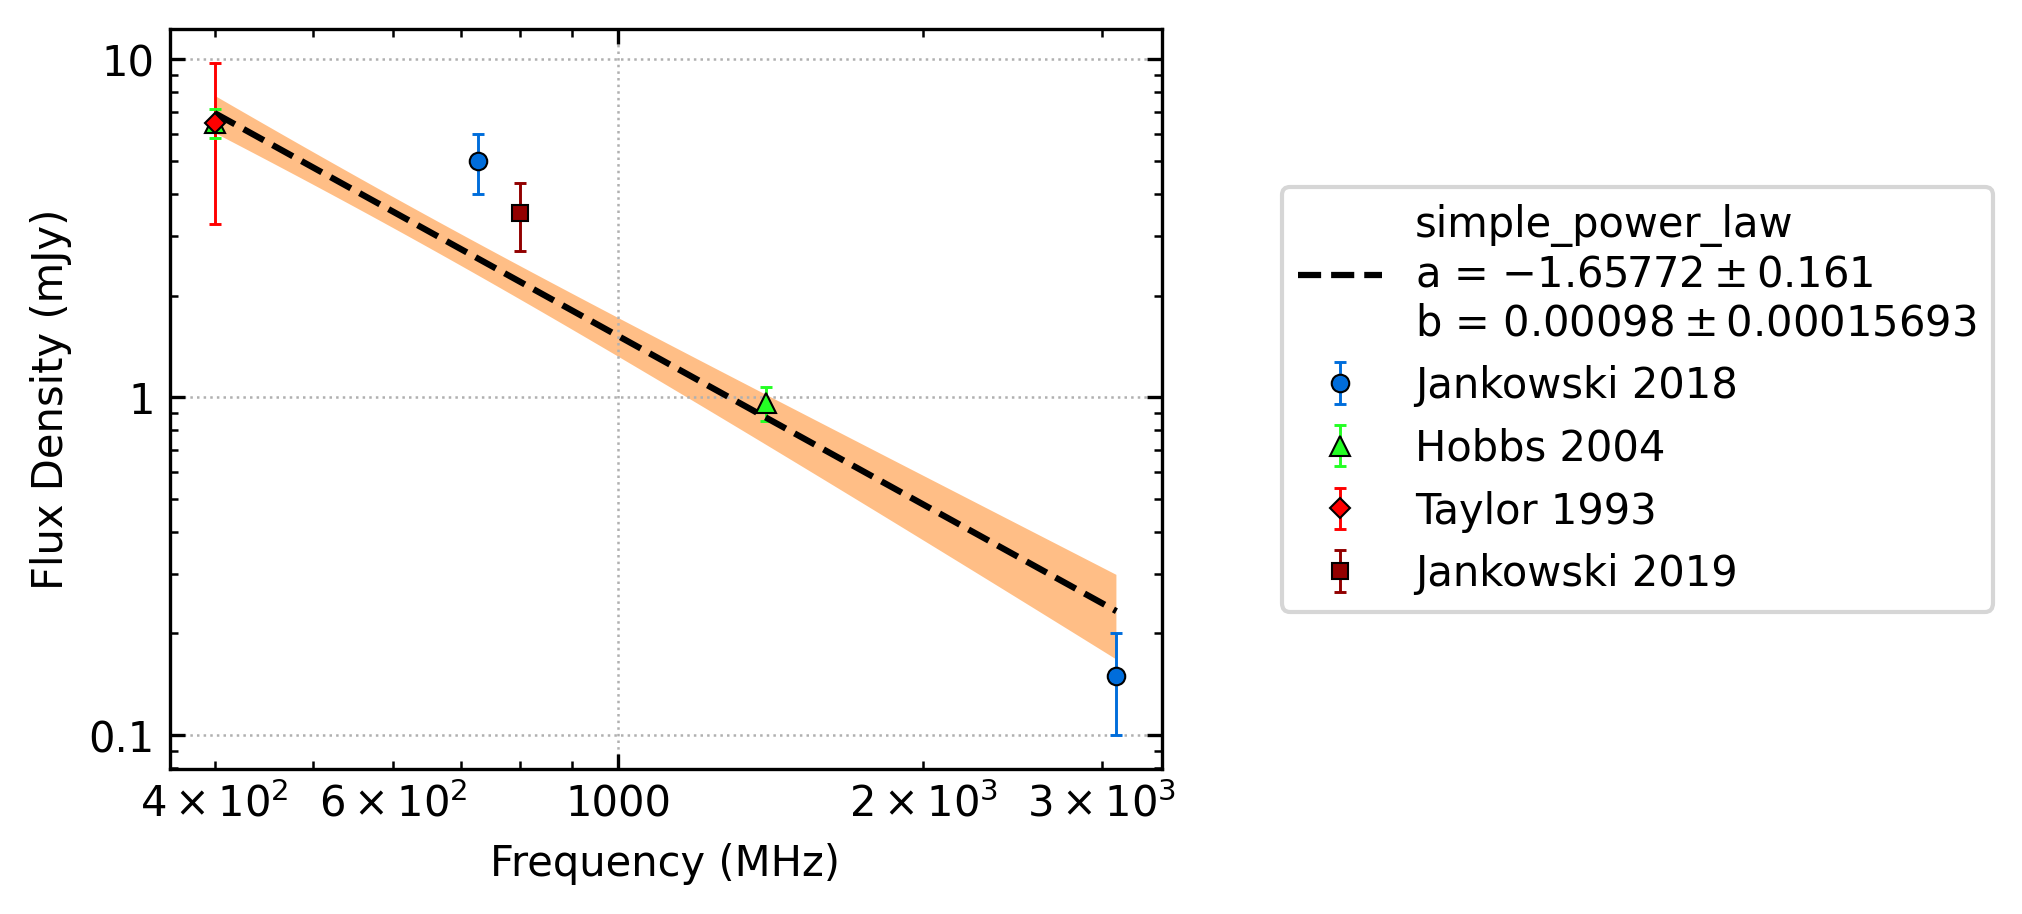 10
1
0.1
Flux Density (mJy)
4 × 10² 6 × 10² 1000 2 × 10³ 3 × 10³
Frequency (MHz)
simple_power_law
a = −1.65772 ± 0.161
b = 0.00098 ± 0.00015693
Jankowski 2018
Hobbs 2004
Taylor 1993
Jankowski 2019